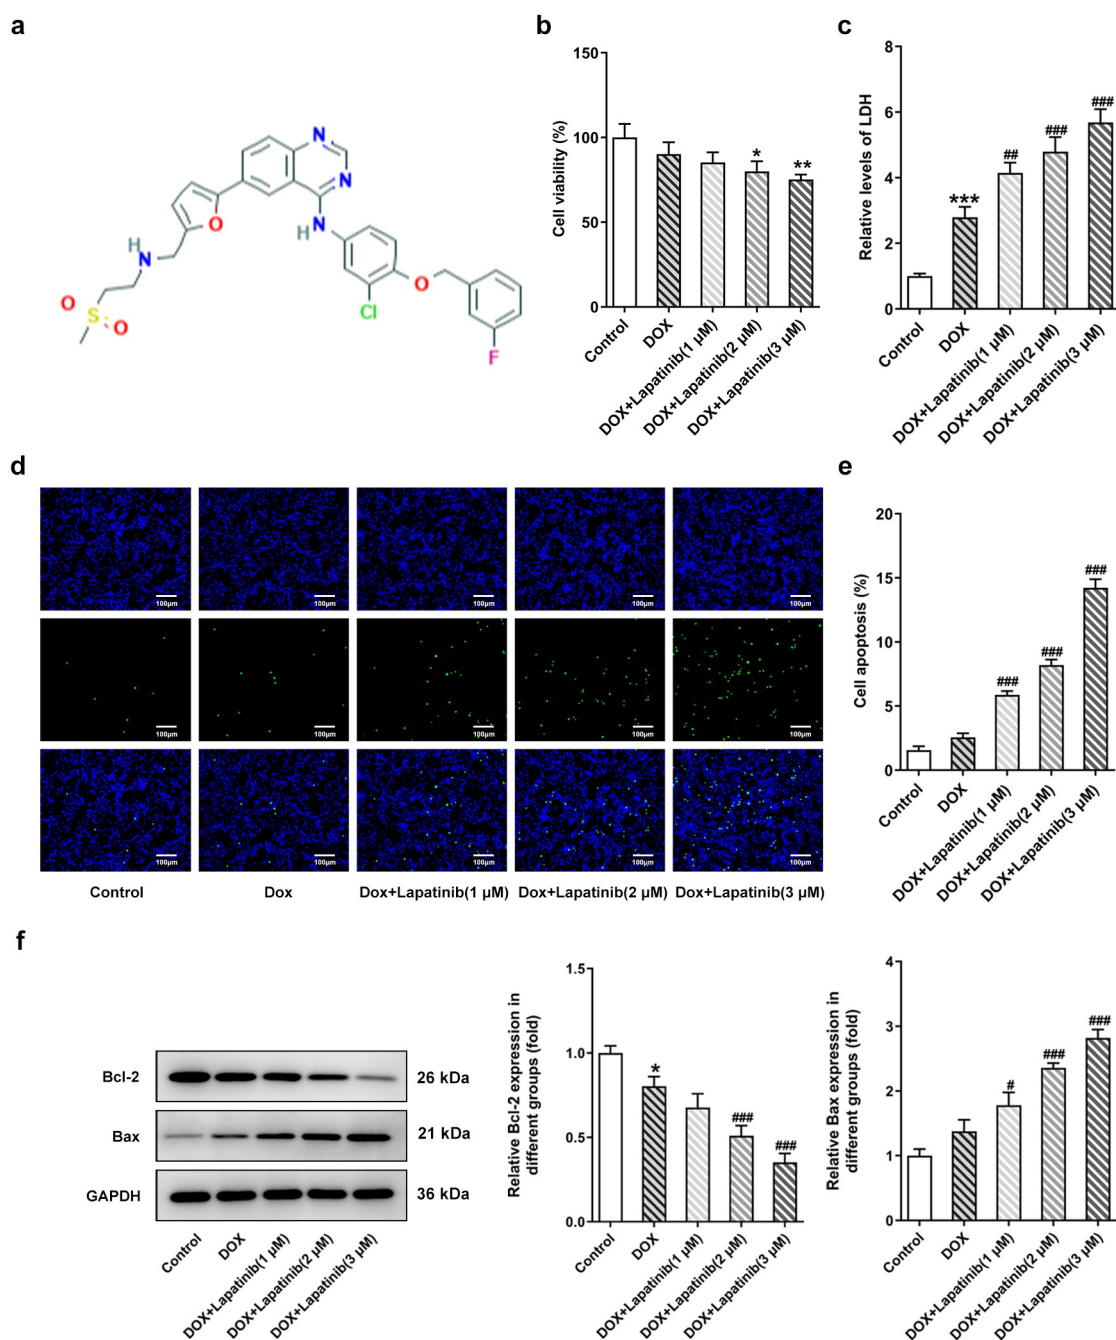 a
N
N
O
H
N
H
N
O
S
O
O
Cl
F
b
Cell viability (%)
150
100
50
0
*
**
Control
DOX
DOX+Lapatinib(1 µM)
DOX+Lapatinib(2 µM)
DOX+Lapatinib(3 µM)
c
Relative levels of LDH
8
6
4
2
0
***
##
###
###
Control
DOX
DOX+Lapatinib(1 µM)
DOX+Lapatinib(2 µM)
DOX+Lapatinib(3 µM)
d
100µm 100µm 100µm 100µm 100µm
100µm 100µm 100µm 100µm 100µm
100µm 100µm 100µm 100µm 100µm
Control Dox Dox+Lapatinib(1 µM) Dox+Lapatinib(2 µM) Dox+Lapatinib(3 µM)
e
Cell apoptosis (%)
20
15
10
5
0
###
###
###
Control
DOX
DOX+Lapatinib(1 µM)
DOX+Lapatinib(2 µM)
DOX+Lapatinib(3 µM)
f
Bcl-2 26 kDa
Bax 21 kDa
GAPDH 36 kDa
Control
DOX
DOX+Lapatinib(1 µM)
DOX+Lapatinib(2 µM)
DOX+Lapatinib(3 µM)
Relative Bcl-2 expression in
different groups (fold)
1.5
1.0
0.5
0.0
*
###
###
Control
DOX
DOX+Lapatinib(1 µM)
DOX+Lapatinib(2 µM)
DOX+Lapatinib(3 µM)
Relative Bax expression in
different groups (fold)
4
3
2
1
0
#
###
###
Control
DOX
DOX+Lapatinib(1 µM)
DOX+Lapatinib(2 µM)
DOX+Lapatinib(3 µM)